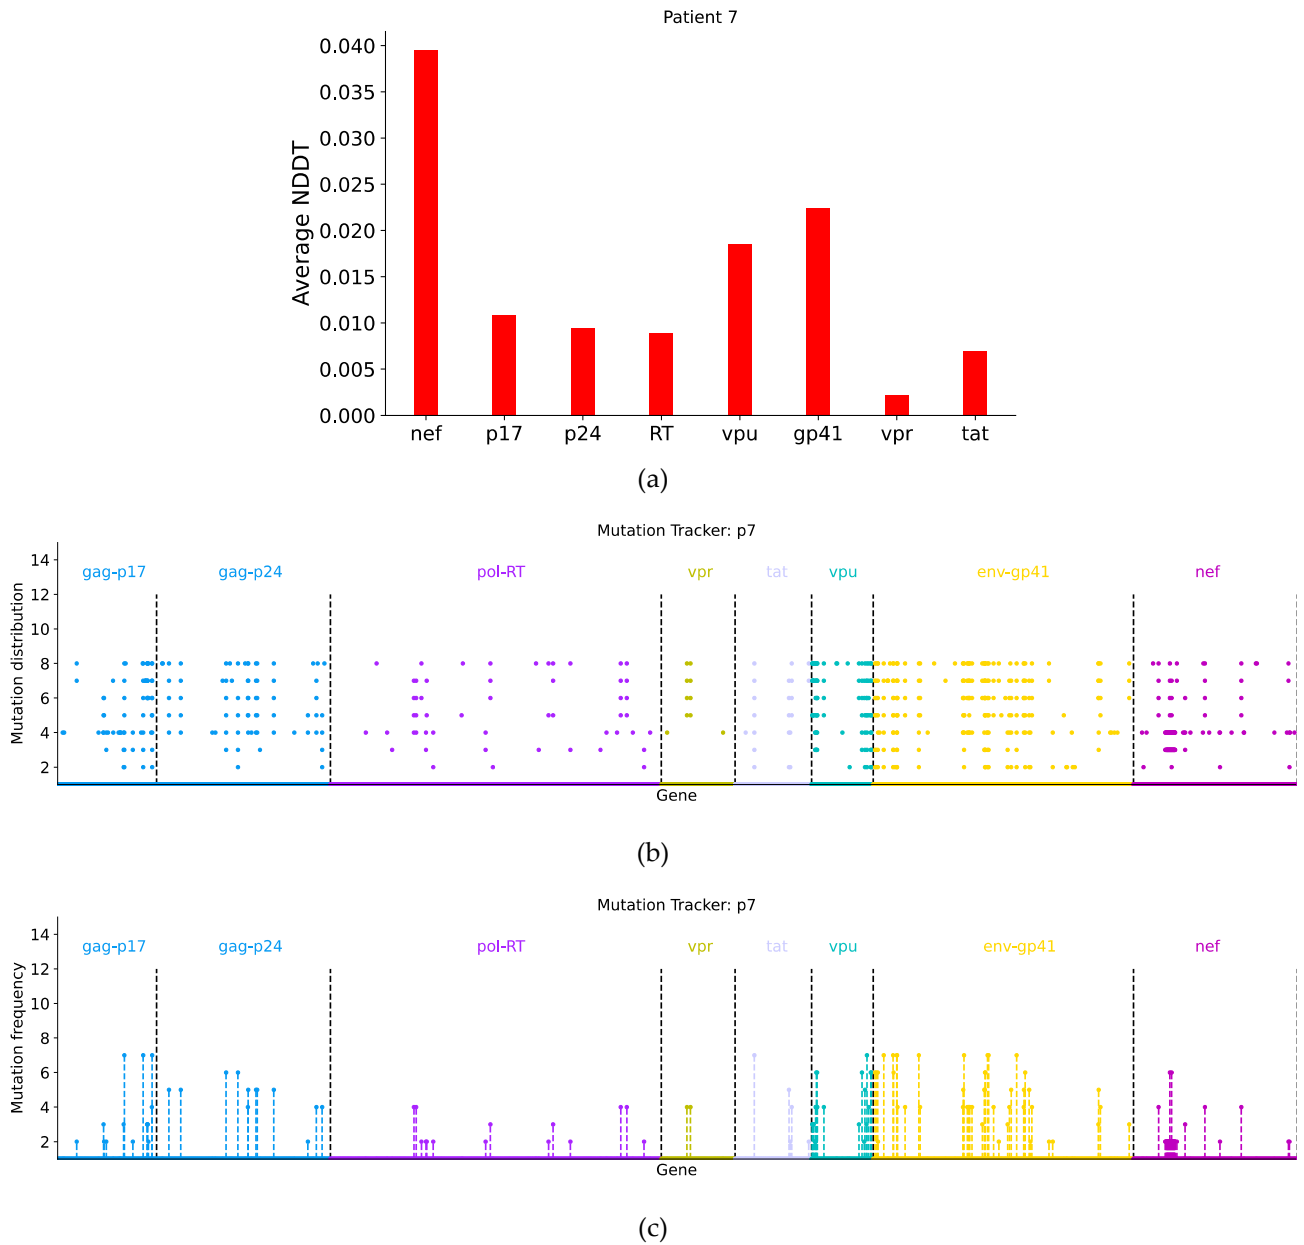 Patient 7
Average NDDT
0.040
0.035
0.030
0.025
0.020
0.015
0.010
0.005
0.000
nef p17 p24 RT vpu gp41 vpr tat
(a)
Mutation Tracker: p7
Mutation distribution
14
12
10
8
6
4
2
gag-p17 gag-p24 pol-RT vpr tat vpu env-gp41 nef
Gene
(b)
Mutation Tracker: p7
Mutation frequency
14
12
10
8
6
4
2
gag-p17 gag-p24 pol-RT vpr tat vpu env-gp41 nef
Gene
(c)